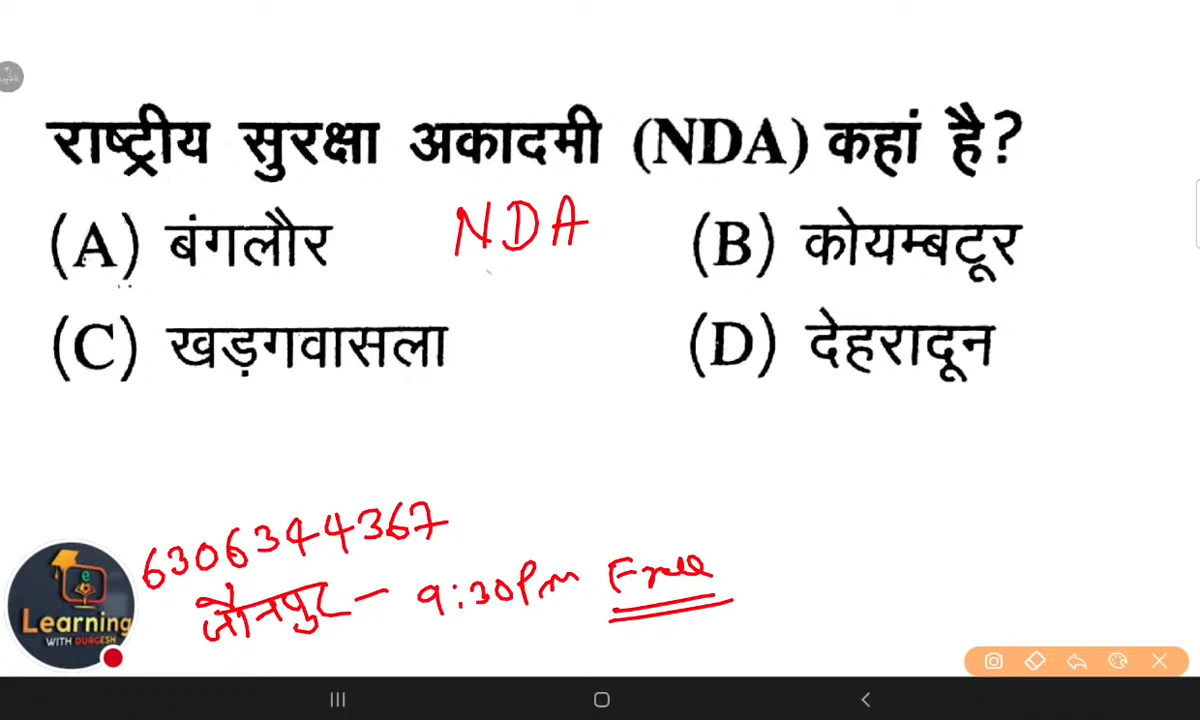 राष्ट्रीय सुरक्षा अकादमी (NDA) कहां है?
(A) बंगलौर
NDA
(B) कोयम्बटूर
(C) खड़गवासला
(D) देहरादून
6306344367
जौनपुर - 9:30Pm Free
e
Learning
WITH DURGESH